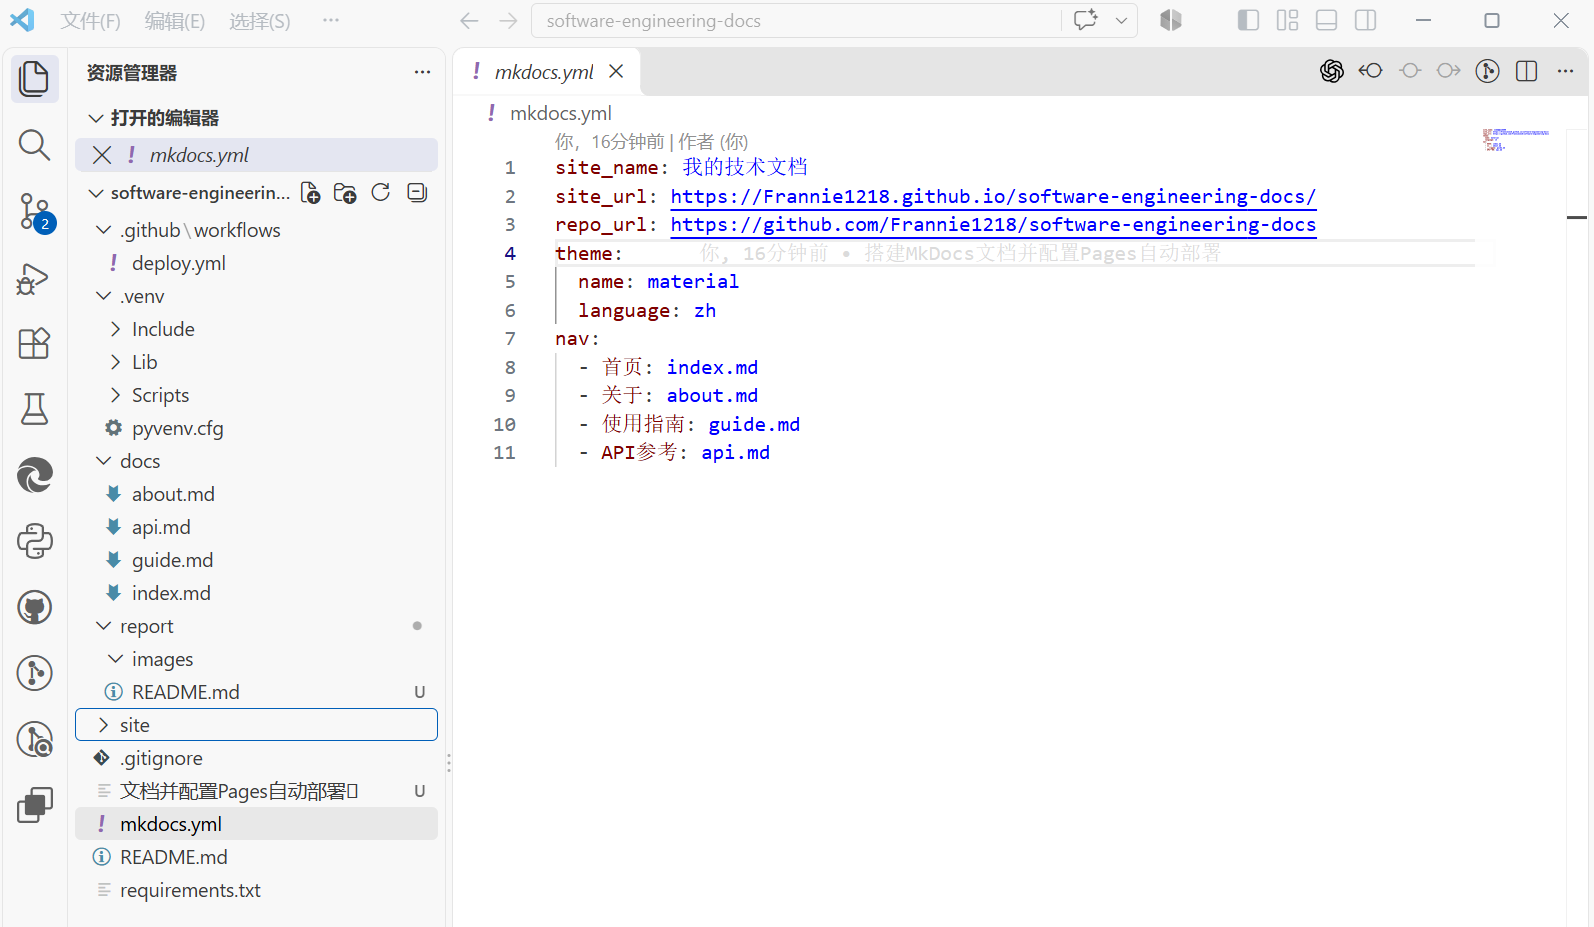 文件(F) 编辑(E) 选择(S) ··· software-engineering-docs
资源管理器
打开的编辑器
! mkdocs.yml
software-engineerin...
2
.github\workflows
! deploy.yml
.venv
Include
Lib
Scripts
pyvenv.cfg
docs
about.md
api.md
guide.md
index.md
report
images
README.md U
site
.gitignore
文档并配置Pages自动部署▯ U
! mkdocs.yml
README.md
requirements.txt
! mkdocs.yml
! mkdocs.yml
你，16分钟前 | 作者 (你)
1 site_name: 我的技术文档
2 site_url: https://Frannie1218.github.io/software-engineering-docs/
3 repo_url: https://github.com/Frannie1218/software-engineering-docs
4 theme: 你, 16分钟前 • 搭建MkDocs文档并配置Pages自动部署
5 name: material
6 language: zh
7 nav:
8 - 首页: index.md
9 - 关于: about.md
10 - 使用指南: guide.md
11 - API参考: api.md